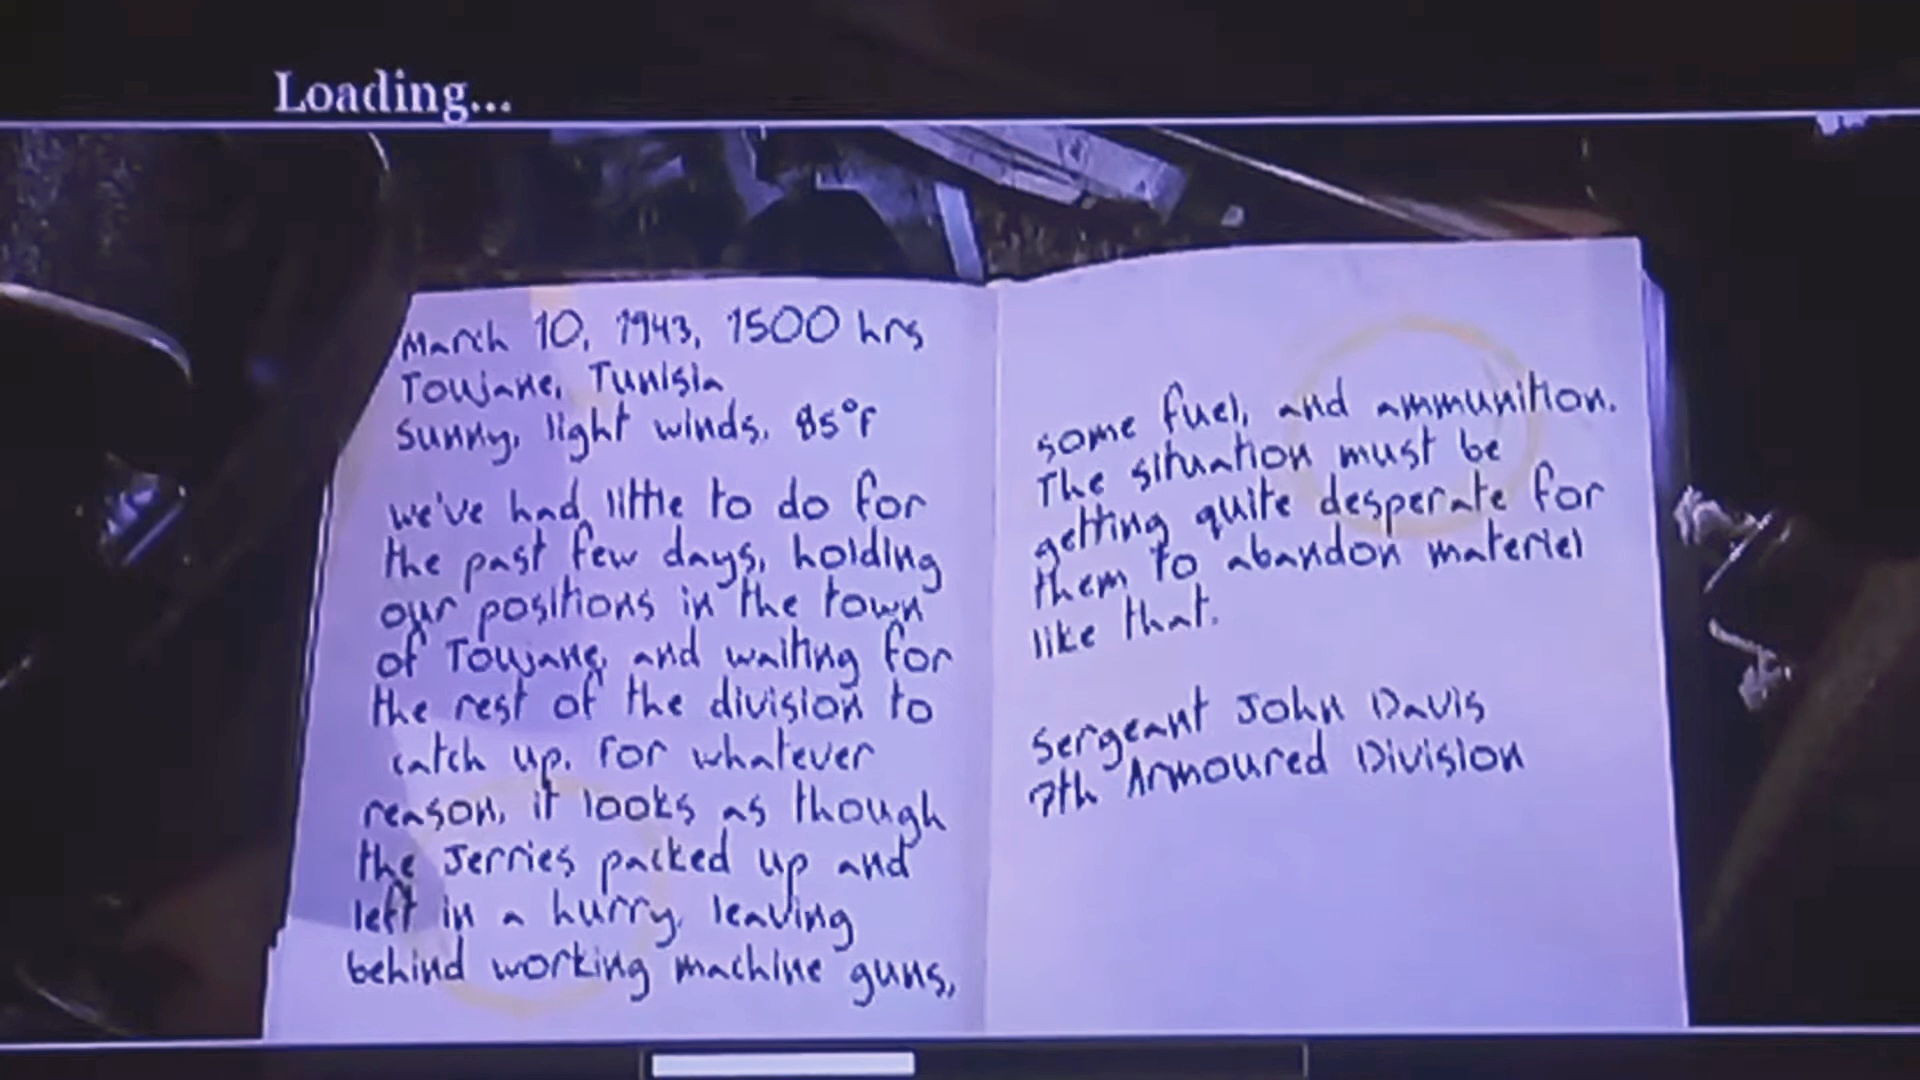 Loading...
March 10, 1943, 1500 hrs
Toujane, Tunisia
Sunny, light winds, 85°F
We've had little to do for
the past few days, holding
our positions in the town
of Toujane, and waiting for
the rest of the division to
catch up. For whatever
reason, it looks as though
the Jerries packed up and
left in a hurry, leaving
behind working machine guns,
some fuel, and ammunition.
The situation must be
getting quite desperate for
them to abandon materiel
like that.
Sergeant John Davis
7th Armoured Division